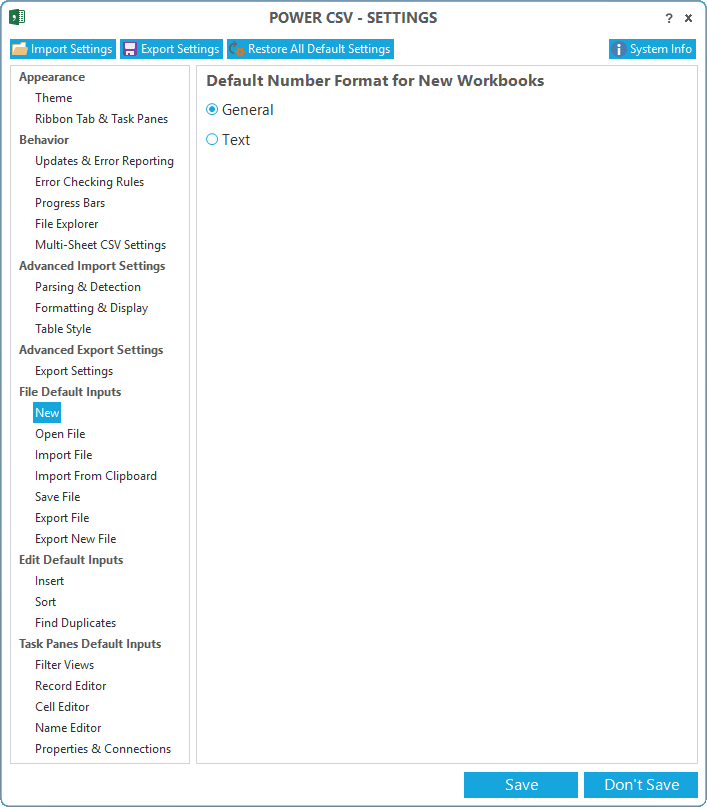 POWER CSV - SETTINGS
? x
Import Settings Export Settings Restore All Default Settings System Info
Appearance
Theme
Ribbon Tab & Task Panes
Behavior
Updates & Error Reporting
Error Checking Rules
Progress Bars
File Explorer
Multi-Sheet CSV Settings
Advanced Import Settings
Parsing & Detection
Formatting & Display
Table Style
Advanced Export Settings
Export Settings
File Default Inputs
New
Open File
Import File
Import From Clipboard
Save File
Export File
Export New File
Edit Default Inputs
Insert
Sort
Find Duplicates
Task Panes Default Inputs
Filter Views
Record Editor
Cell Editor
Name Editor
Properties & Connections
Default Number Format for New Workbooks
General
Text
Save Don't Save